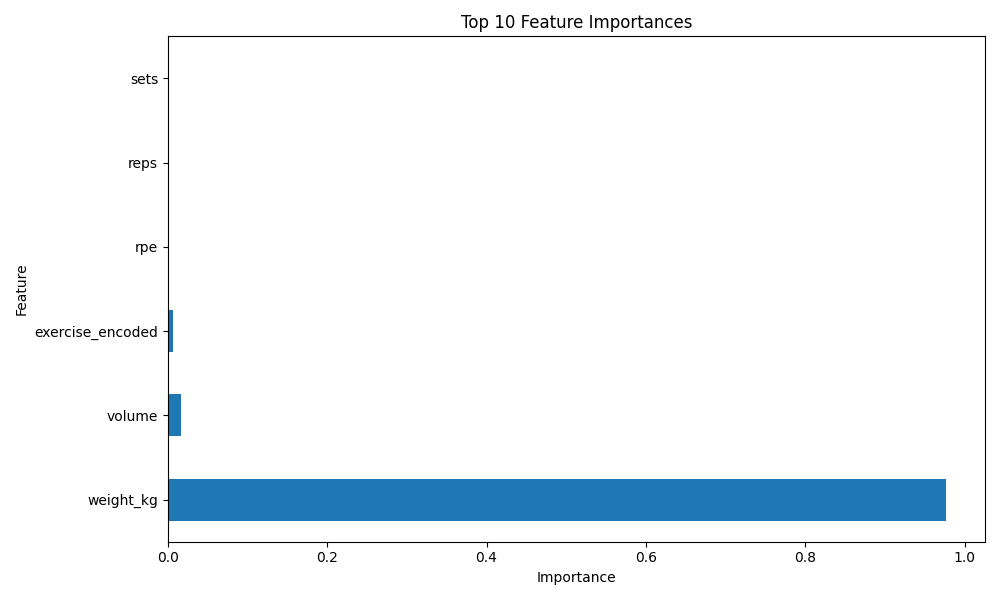 Top 10 Feature Importances
sets
reps
rpe
exercise_encoded
volume
weight_kg
Feature
0.0 0.2 0.4 0.6 0.8 1.0
Importance